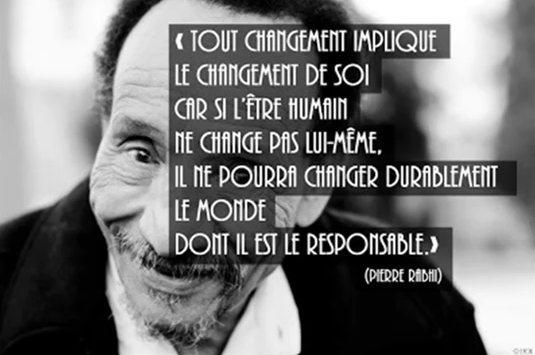 « TOUT CHANGEMENT IMPLIQUE
LE CHANGEMENT DE SOI
CAR SI L'ÊTRE HUMAIN
NE CHANGE PAS LUI-MÊME,
IL NE POURRA CHANGER DURABLEMENT
LE MONDE
DONT IL EST LE RESPONSABLE.»
(PIERRE RABHI)